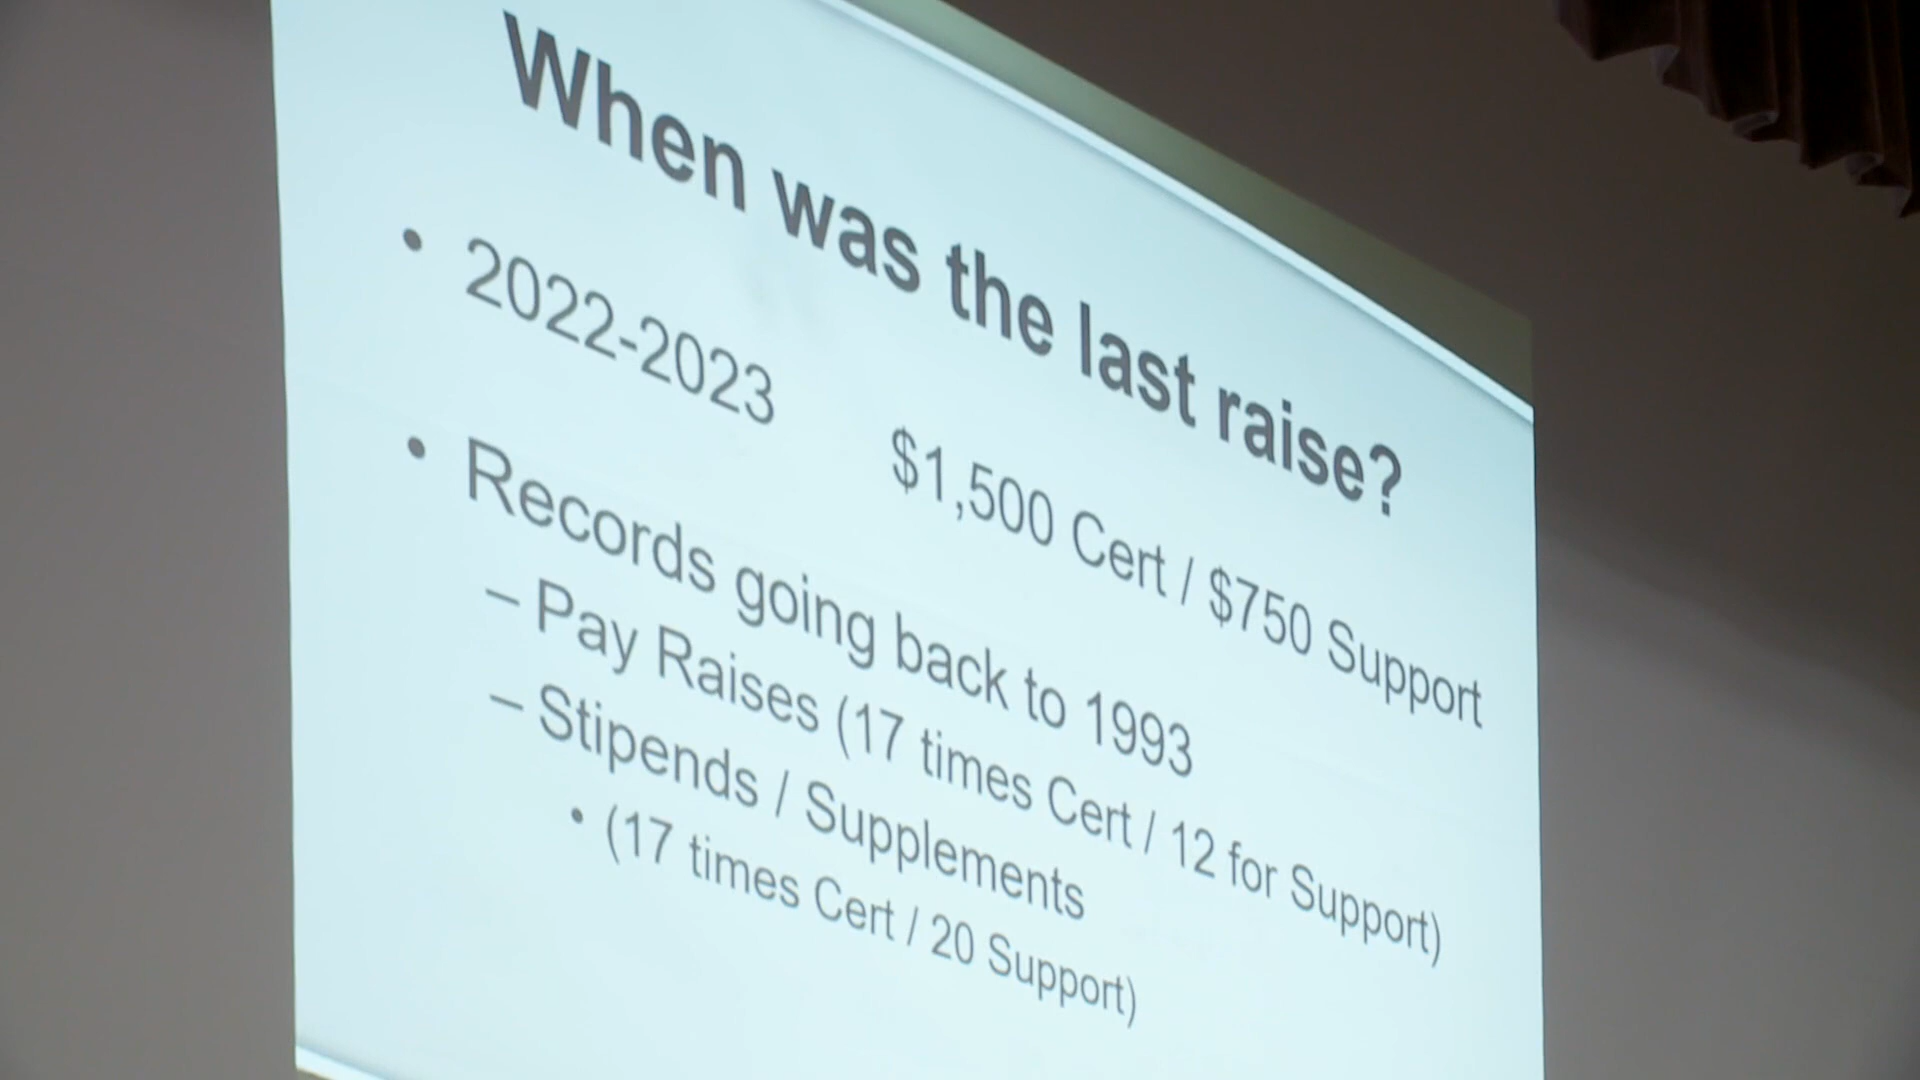 When was the last raise?
• 2022-2023 $1,500 Cert / $750 Support
• Records going back to 1993
– Pay Raises (17 times Cert / 12 for Support)
– Stipends / Supplements
• (17 times Cert / 20 Support)